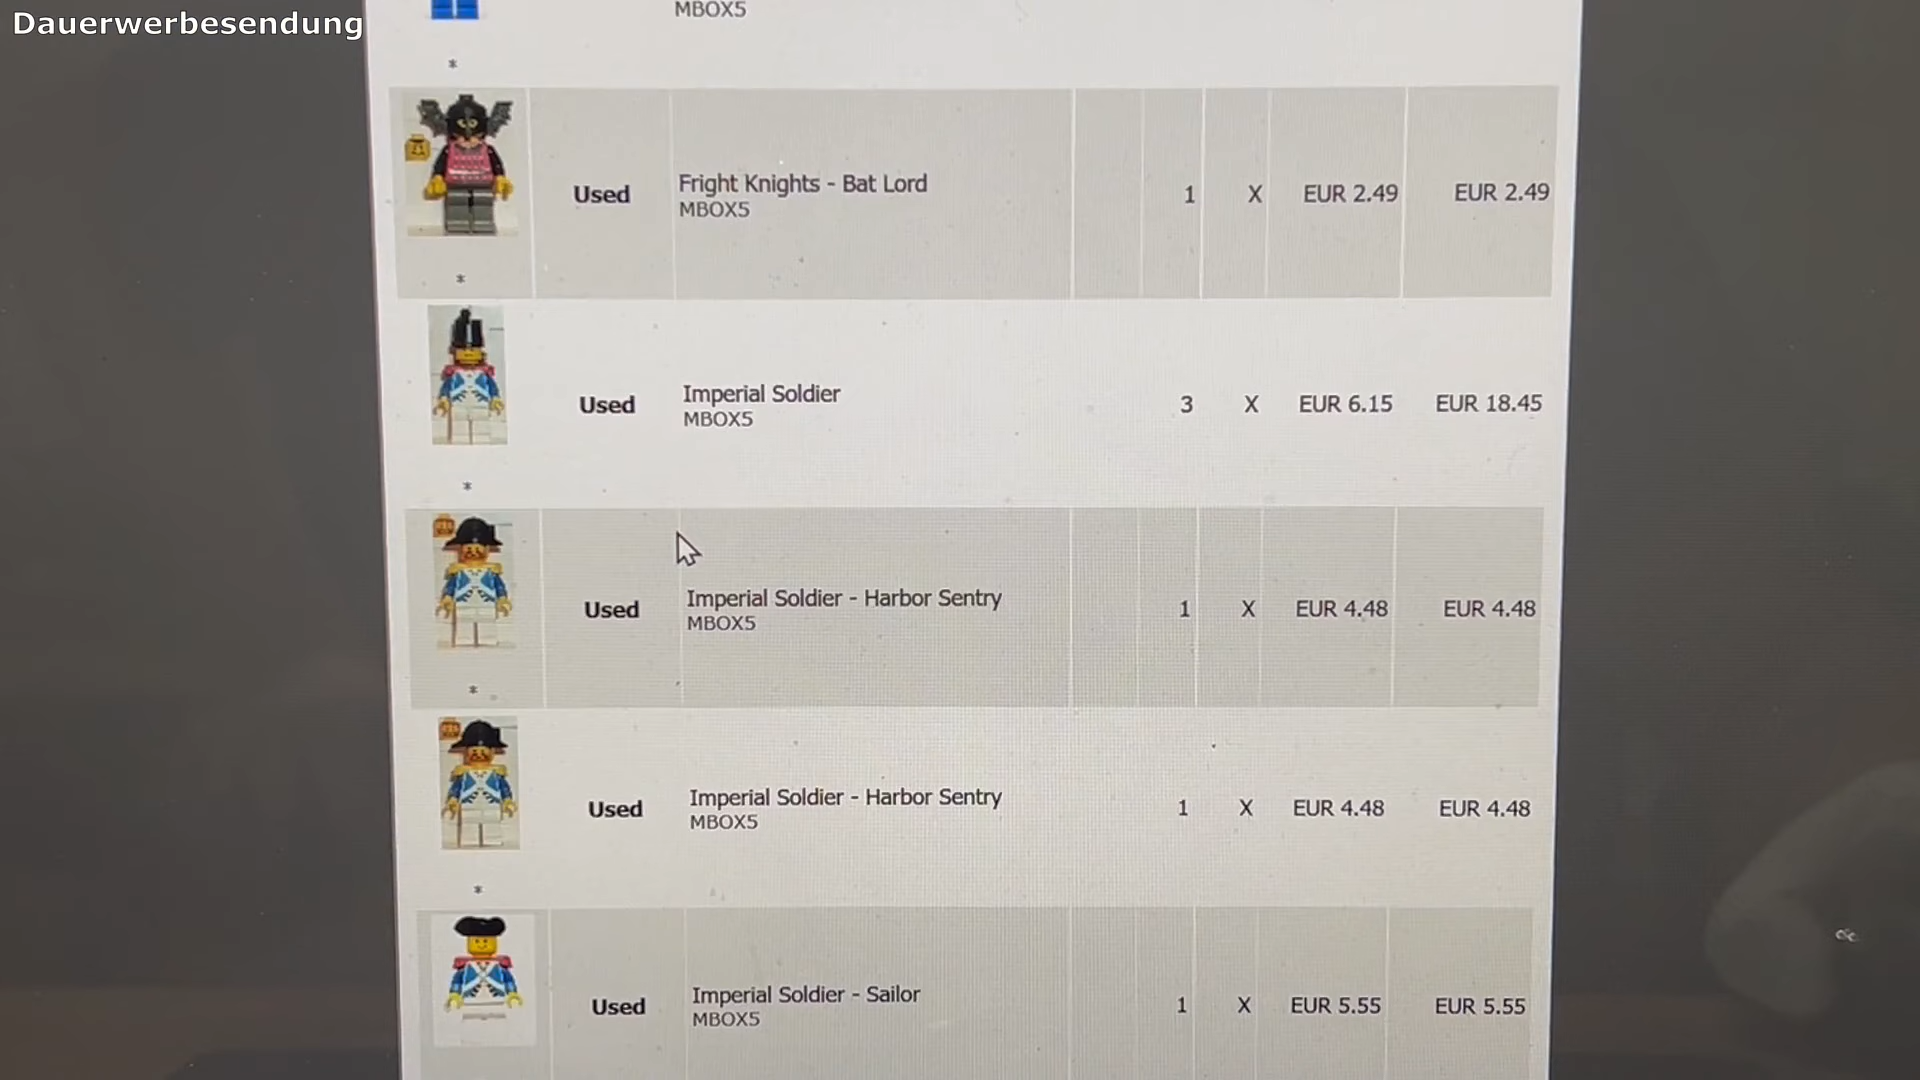 Dauerwerbesendung
MBOX5
*
Used Fright Knights - Bat Lord 1 X EUR 2.49 EUR 2.49
MBOX5
*
Used Imperial Soldier 3 X EUR 6.15 EUR 18.45
MBOX5
*
Used Imperial Soldier - Harbor Sentry 1 X EUR 4.48 EUR 4.48
MBOX5
*
Used Imperial Soldier - Harbor Sentry 1 X EUR 4.48 EUR 4.48
MBOX5
*
Used Imperial Soldier - Sailor 1 X EUR 5.55 EUR 5.55
MBOX5